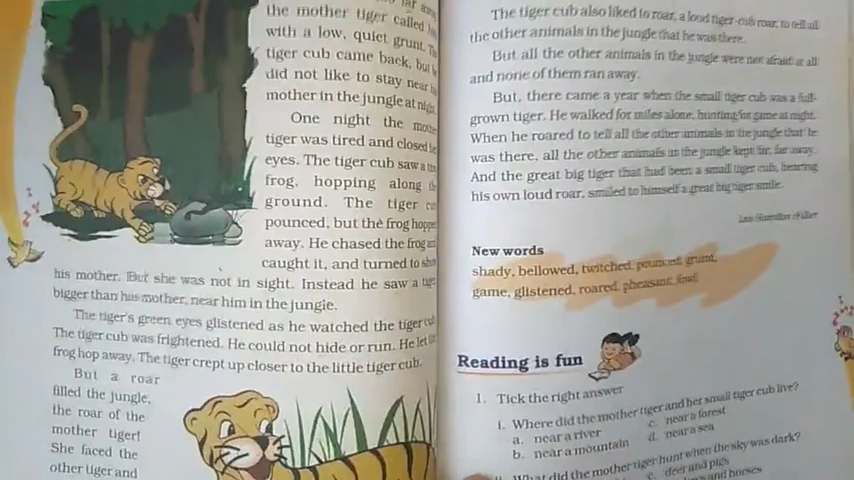 the mother tiger called
with a low, quiet grunt.
tiger cub came back, but
did not like to stay near
mother in the jungle at night.
One night the mother
tiger was tired and closed
eyes. The tiger cub saw a
frog, hopping along
ground. The tiger
pounced, but the frog
away. He chased the frog and
caught it, and turned to
his mother. But she was not in sight. Instead he saw a
bigger than his mother, near him in the jungle.
The tiger's green eyes glistened as he watched the tiger
The tiger cub was frightened. He could not hide or run. He let
frog hop away. The tiger crept up closer to the little tiger cub.
But a roar
filled the jungle,
the roar of the
mother tiger!
She faced the
other tiger and
The tiger cub also liked to roar, a loud tiger-cub roar, to tell all
the other animals in the jungle that he was there.
But all the other animals in the jungle were not afraid at all
and none of them ran away.
But, there came a year when the small tiger cub was a full-
grown tiger. He walked for miles alone, hunting for game at night.
When he roared to tell all the other animals in the jungle that he
was there, all the other animals in the jungle kept far, far away.
And the great big tiger that had been a small tiger cub, hearing
his own loud roar, smiled to himself a great big tiger smile.
New words
shady, bellowed, twitched, pounced, grunt,
game, glistened, roared, pheasant,
Reading is fun
1. Tick the right answer
i. Where did the mother tiger and her small tiger cub live?
a. near a river c. near a forest
b. near a mountain d. near a sea
What did the mother tiger hunt when the sky was dark?
c. deer and pigs
and horses